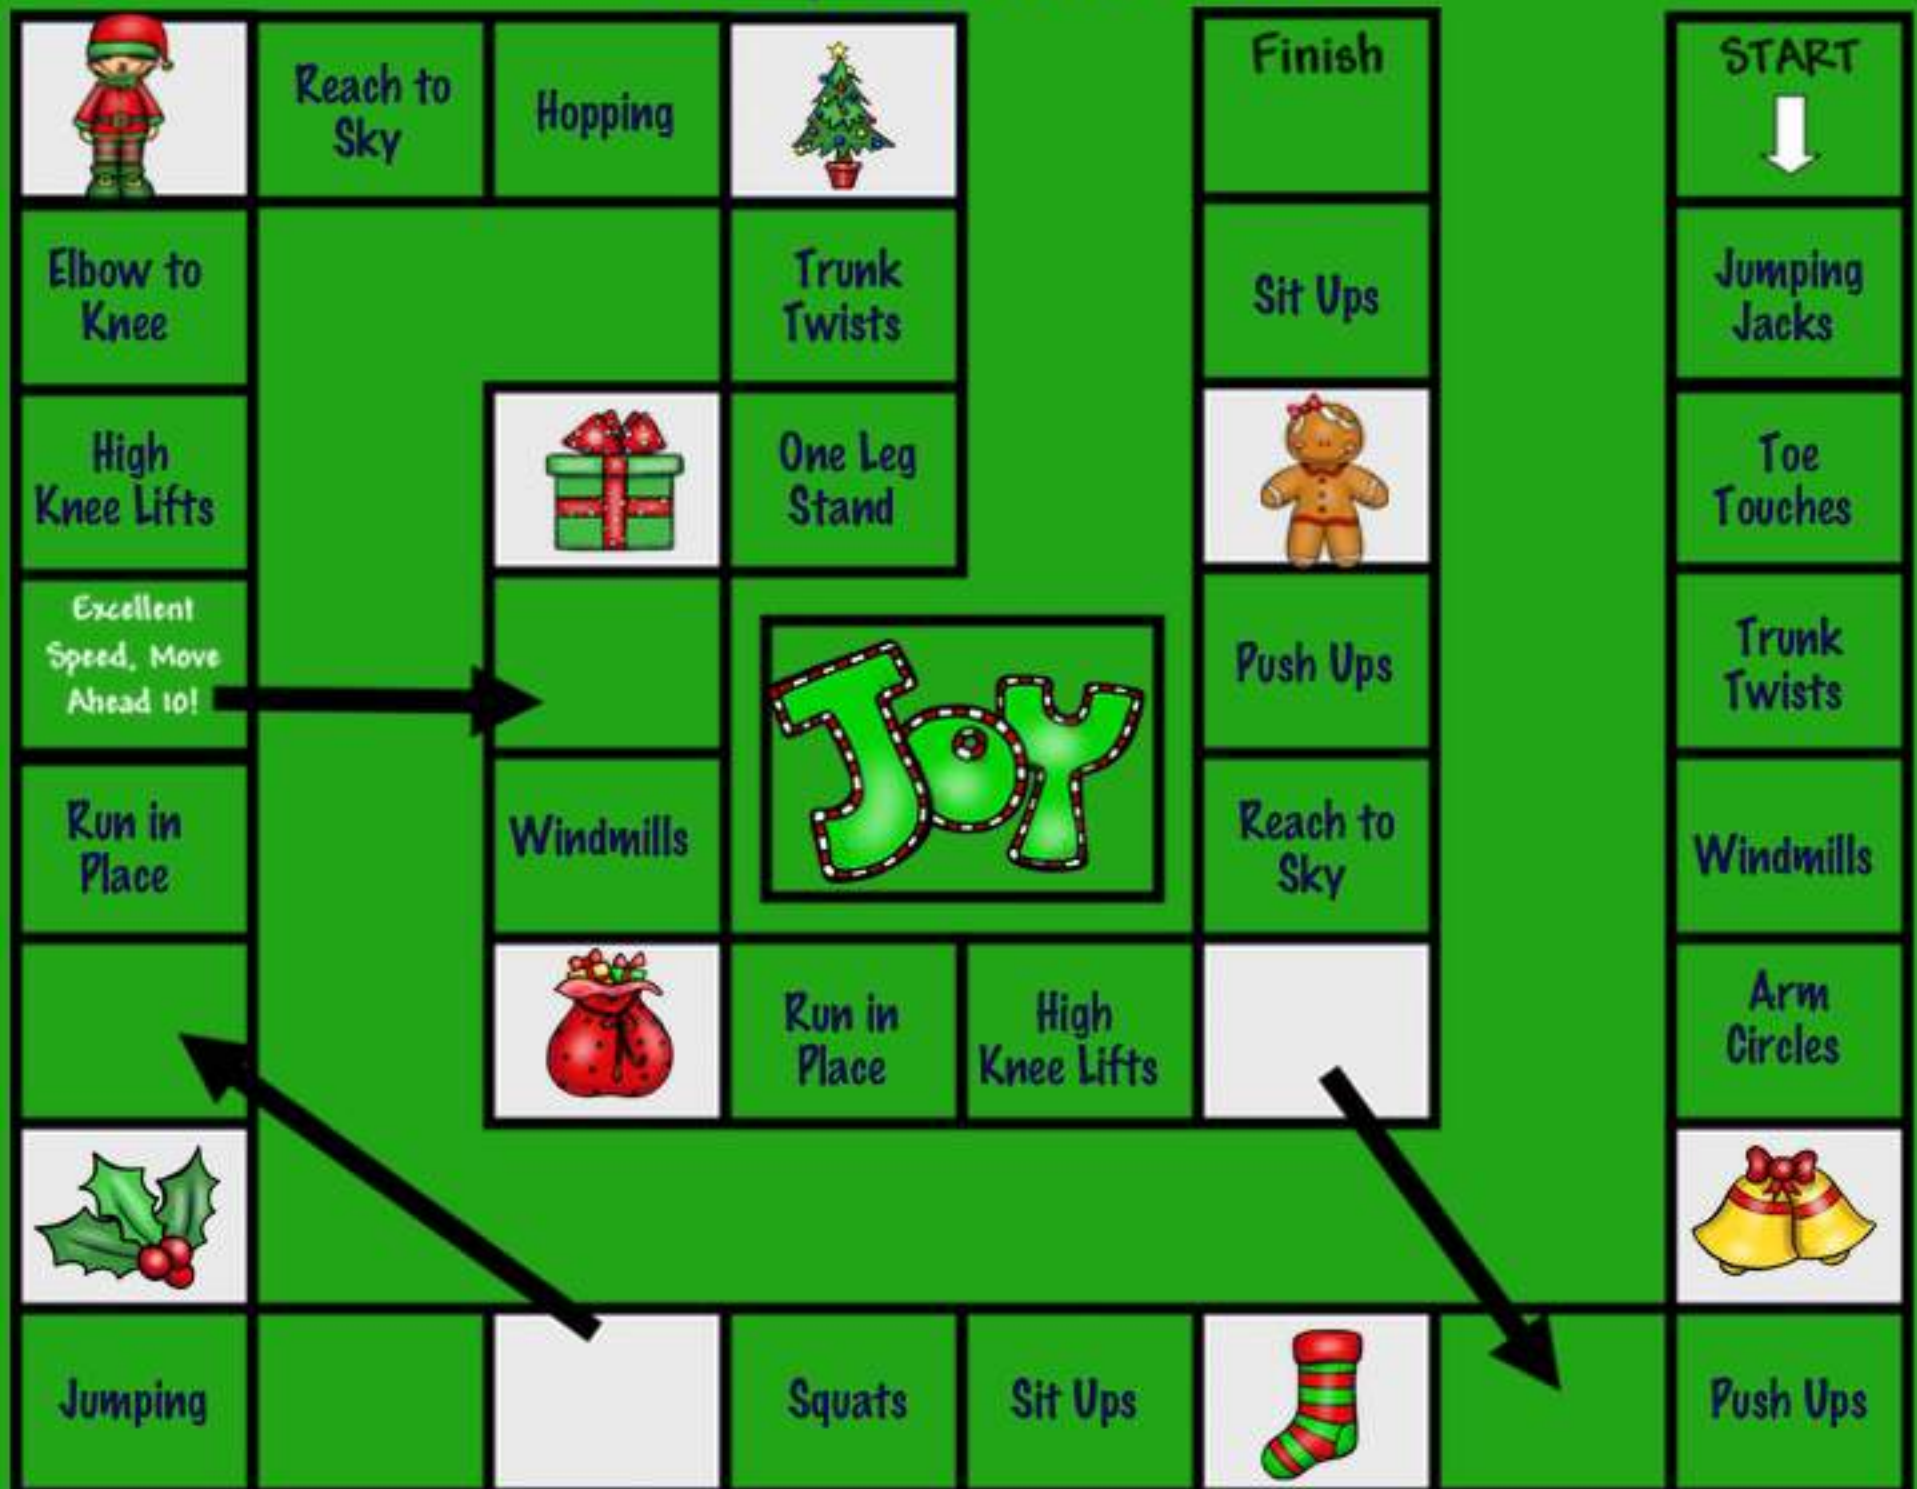 Reach to
Sky
Hopping
Finish
START
Elbow to
Knee
Trunk
Twists
Sit Ups
Jumping
Jacks
High
Knee Lifts
One Leg
Stand
Toe
Touches
Excellent
Speed, Move
Ahead 10!
JOY
Push Ups
Trunk
Twists
Run in
Place
Windmills
Reach to
Sky
Windmills
Run in
Place
High
Knee Lifts
Arm
Circles
Jumping
Squats
Sit Ups
Push Ups